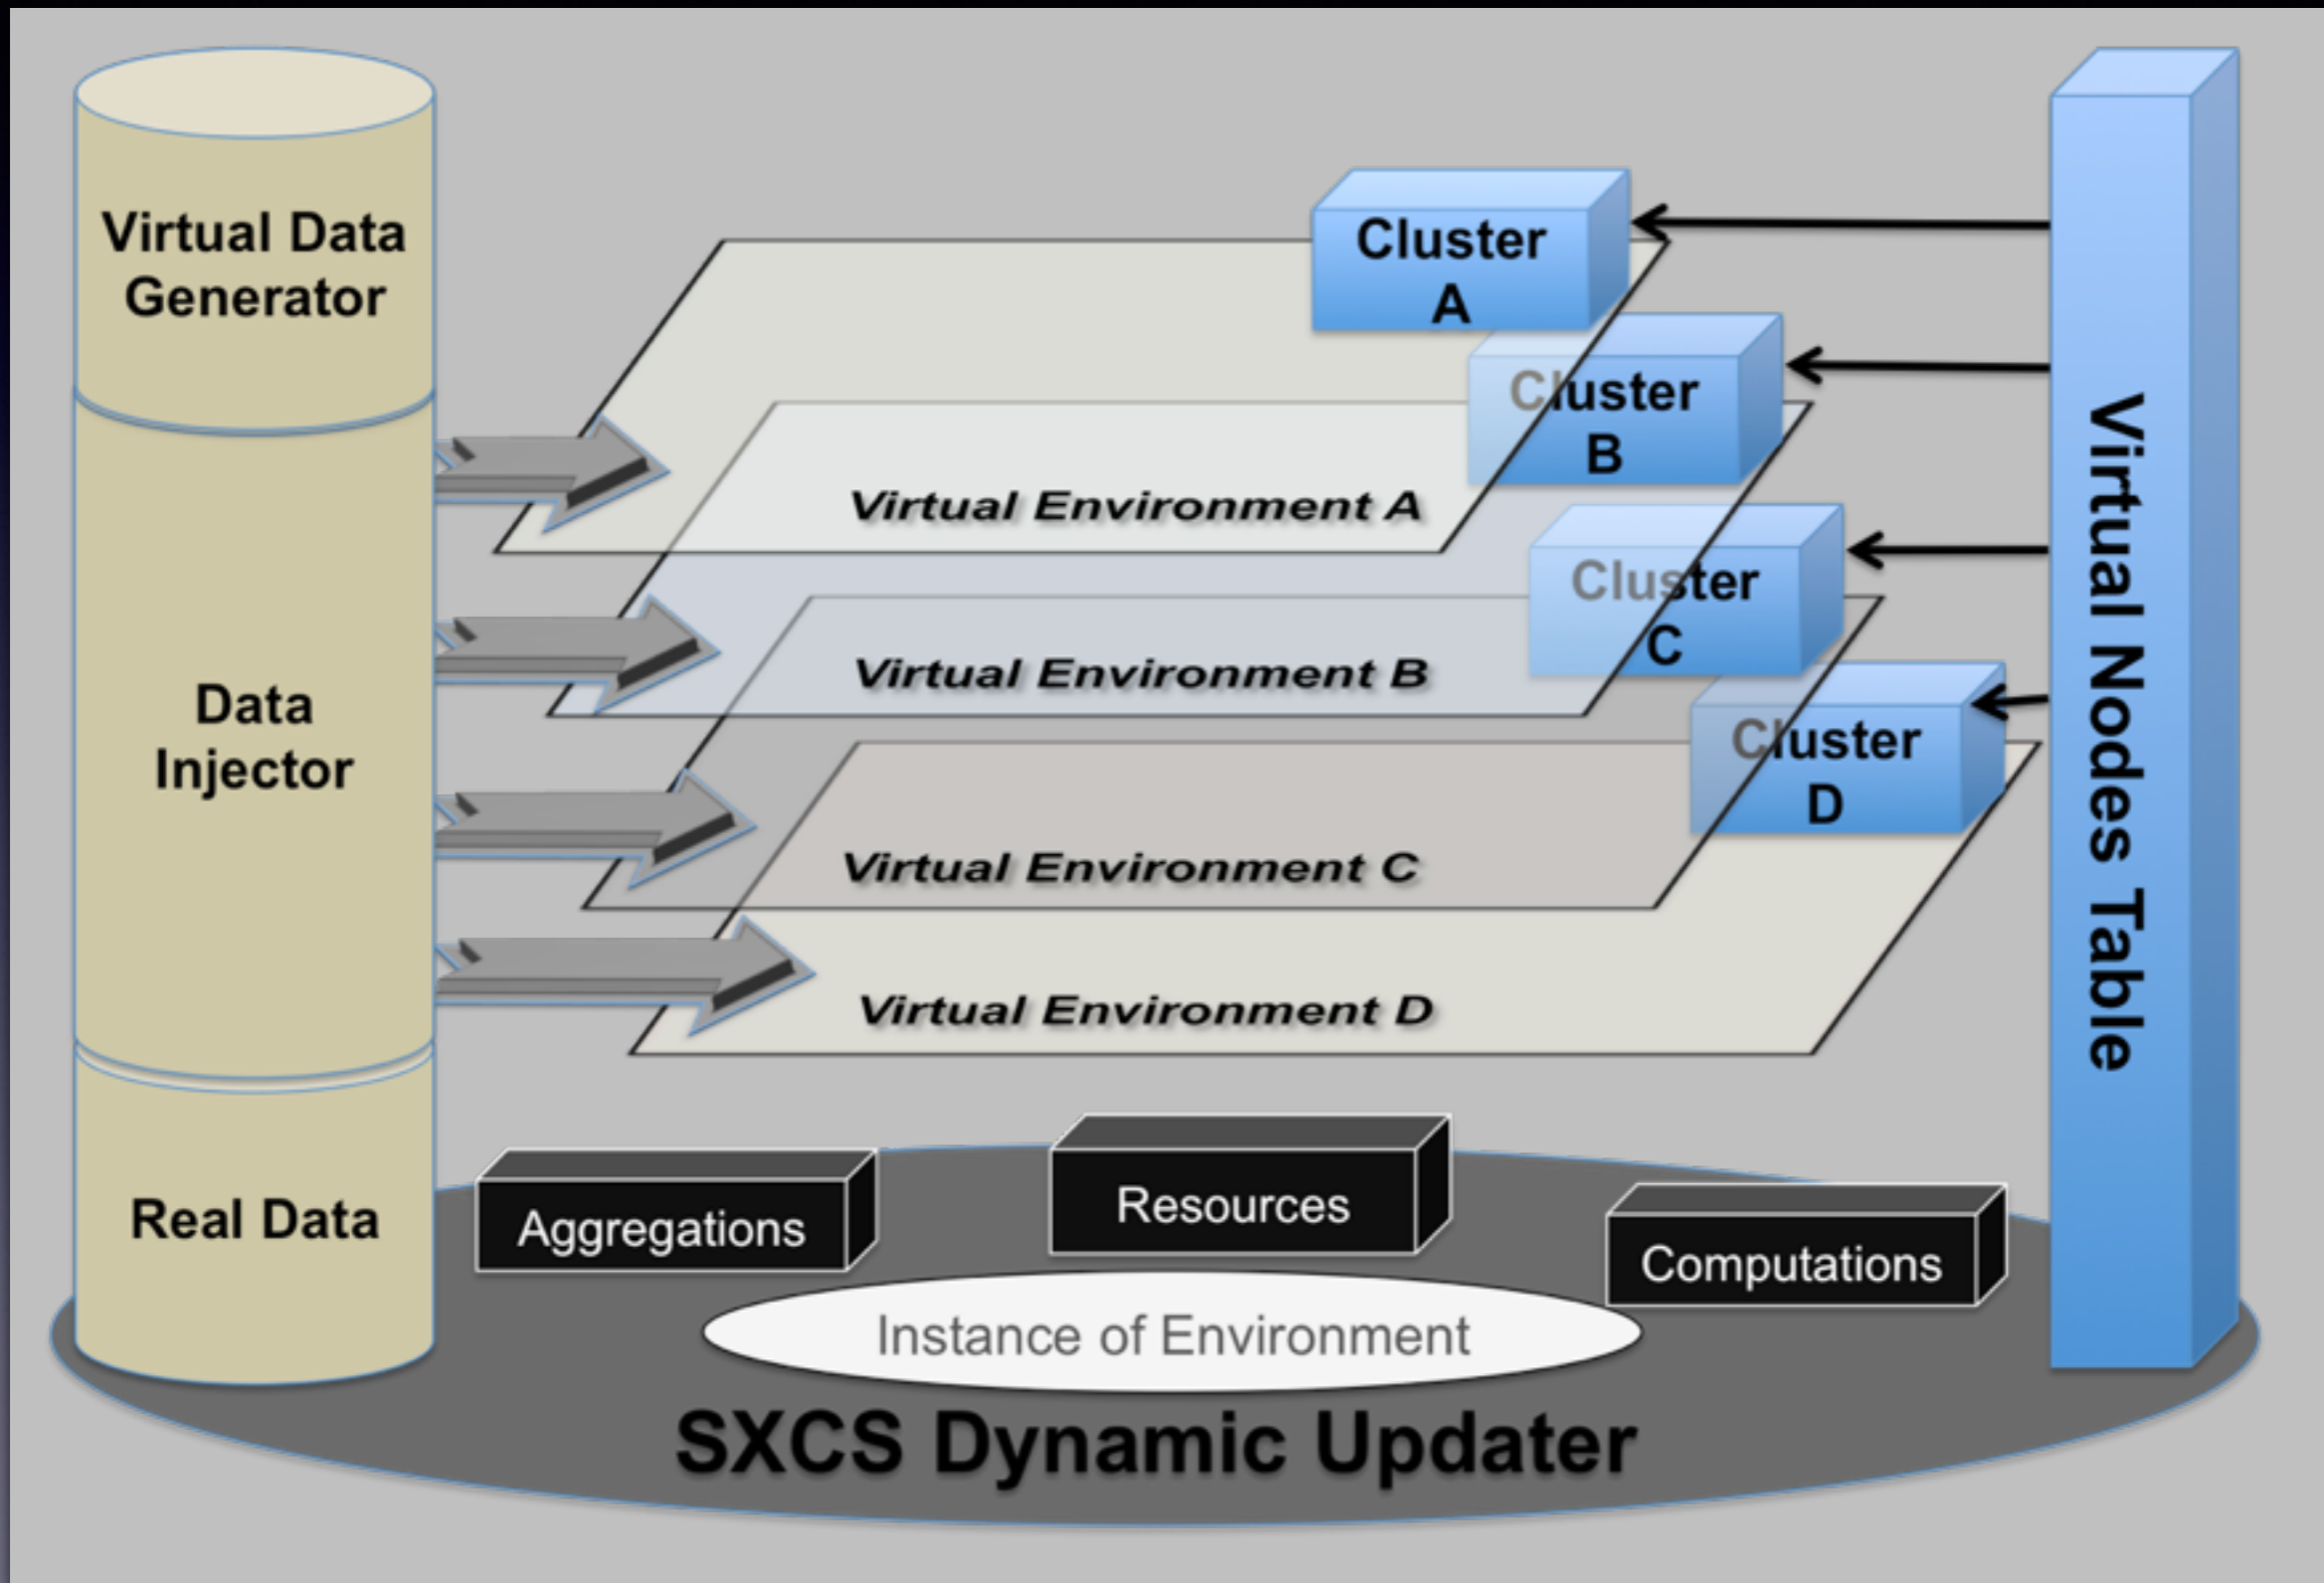 Virtual Data
Generator
Data
Injector
Real Data
Cluster
A
Cluster
B
Cluster
C
Cluster
D
Virtual Environment A
Virtual Environment B
Virtual Environment C
Virtual Environment D
Virtual Nodes Table
Aggregations
Resources
Computations
Instance of Environment
SXCS Dynamic Updater